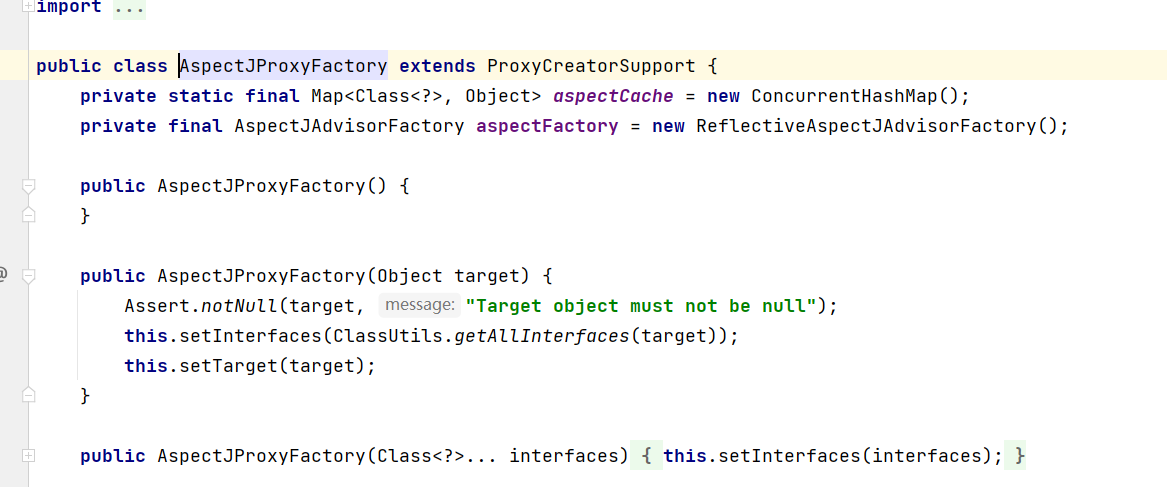 import ...
public class AspectJProxyFactory extends ProxyCreatorSupport {
private static final Map<Class<?>, Object> aspectCache = new ConcurrentHashMap();
private final AspectJAdvisorFactory aspectFactory = new ReflectiveAspectJAdvisorFactory();
public AspectJProxyFactory() {
}
@ public AspectJProxyFactory(Object target) {
Assert.notNull(target, message: "Target object must not be null");
this.setInterfaces(ClassUtils.getAllInterfaces(target));
this.setTarget(target);
}
public AspectJProxyFactory(Class<?>... interfaces) { this.setInterfaces(interfaces); }